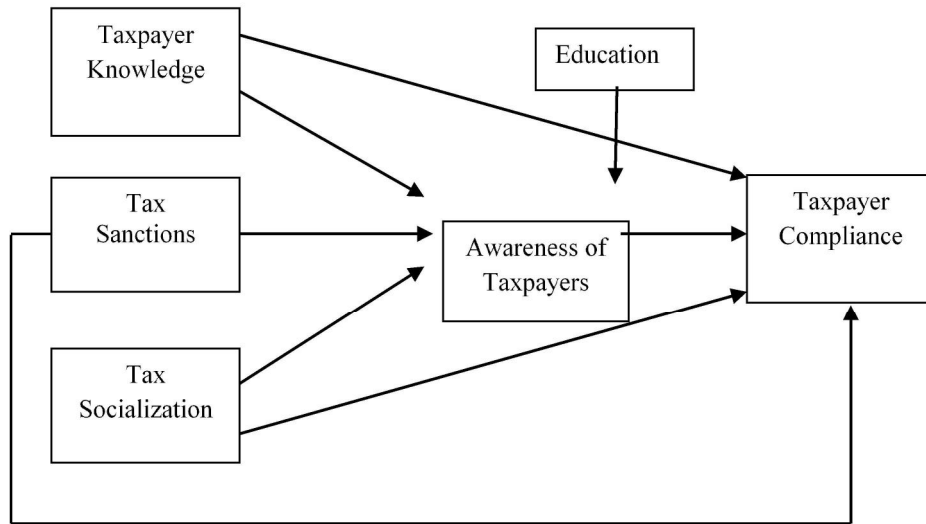 Taxpayer
Knowledge
Education
Tax
Sanctions
Awareness of
Taxpayers
Taxpayer
Compliance
Tax
Socialization